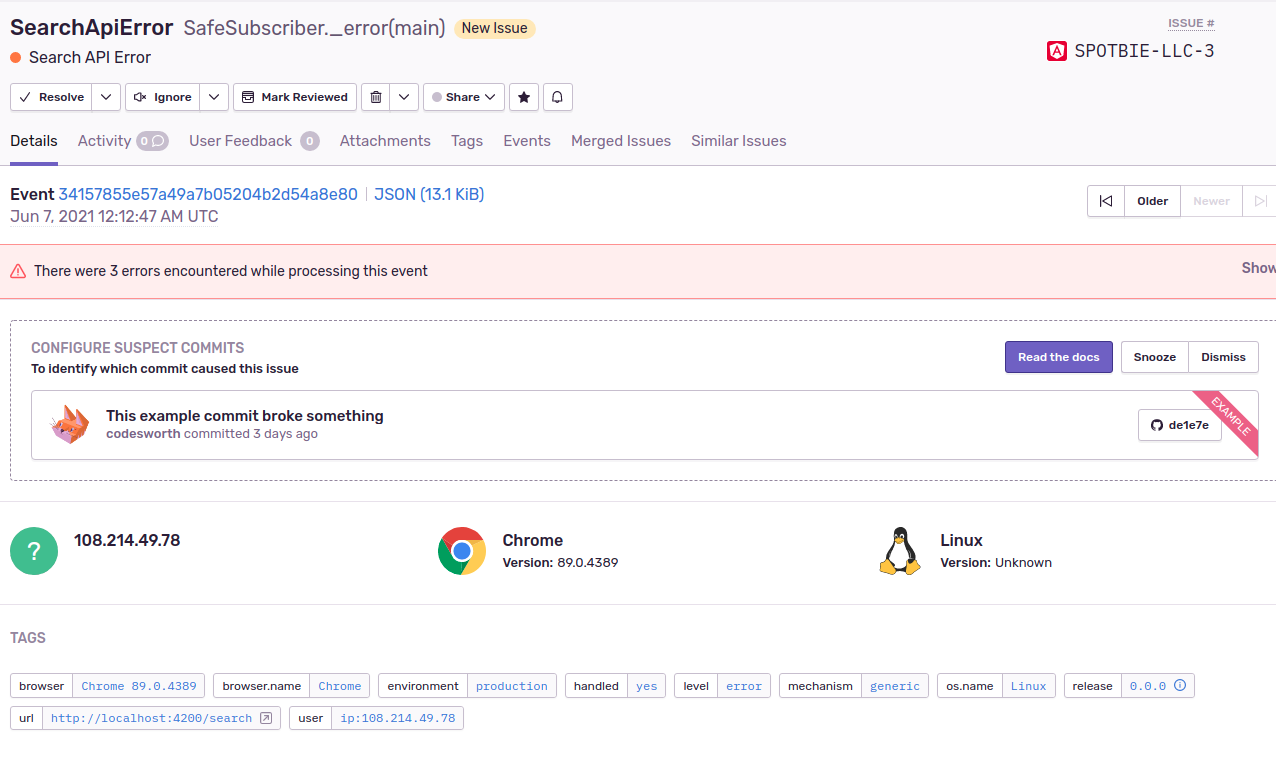 SearchApiError SafeSubscriber._error(main) New Issue
ISSUE #
Search API Error
SPOTBIE-LLC-3
Resolve Ignore Mark Reviewed Share
Details Activity 0 User Feedback 0 Attachments Tags Events Merged Issues Similar Issues
Event 34157855e57a49a7b05204b2d54a8e80 | JSON (13.1 KiB)
Jun 7, 2021 12:12:47 AM UTC
Older Newer
There were 3 errors encountered while processing this event Show
CONFIGURE SUSPECT COMMITS
To identify which commit caused this issue
Read the docs Snooze Dismiss
This example commit broke something
codesworth committed 3 days ago
de1e7e
EXAMPLE
? 108.214.49.78
Chrome
Version: 89.0.4389
Linux
Version: Unknown
TAGS
browser Chrome 89.0.4389 browser.name Chrome environment production handled yes level error mechanism generic os.name Linux release 0.0.0
url http://localhost:4200/search user ip:108.214.49.78